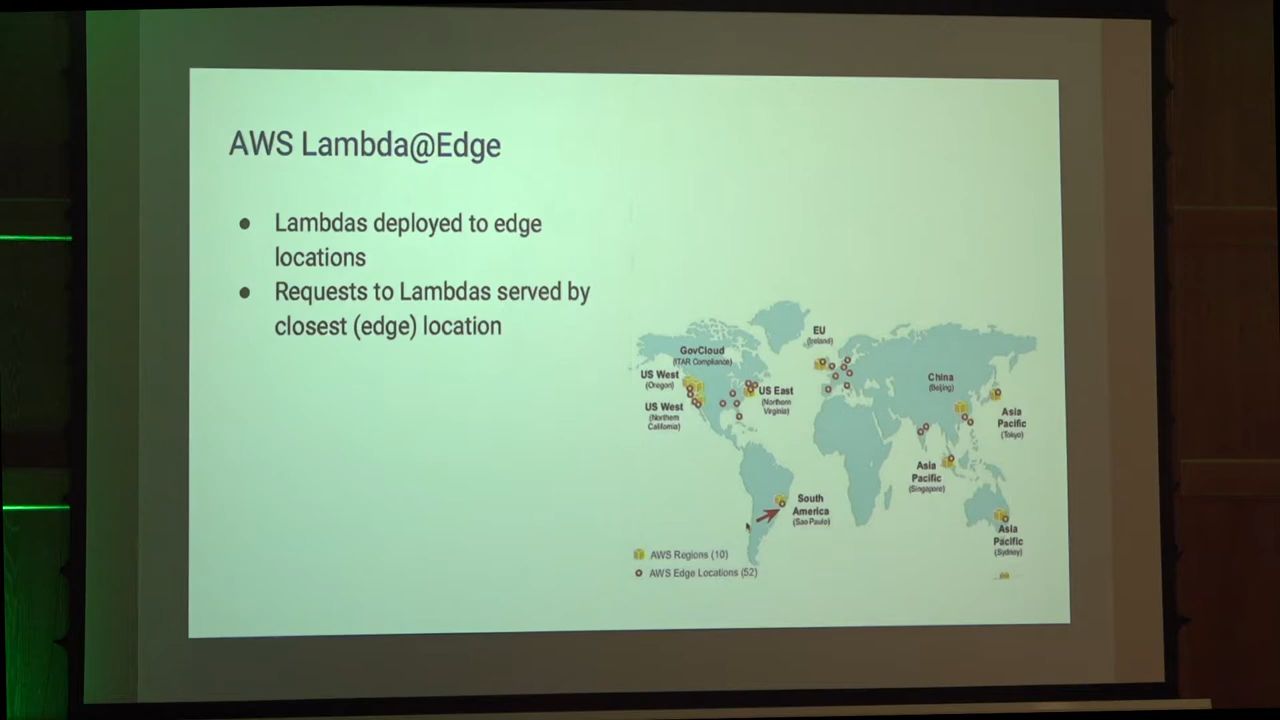 AWS Lambda@Edge
● Lambdas deployed to edge
locations
● Requests to Lambdas served by
closest (edge) location
EU
(Ireland)
GovCloud
(ITAR Compliance)
US West
(Oregon)
US East
(Northern
Virginia)
US West
(Northern
California)
China
(Beijing)
Asia
Pacific
(Tokyo)
Asia
Pacific
(Singapore)
South
America
(Sao Paulo)
Asia
Pacific
(Sydney)
AWS Regions (10)
AWS Edge Locations (52)